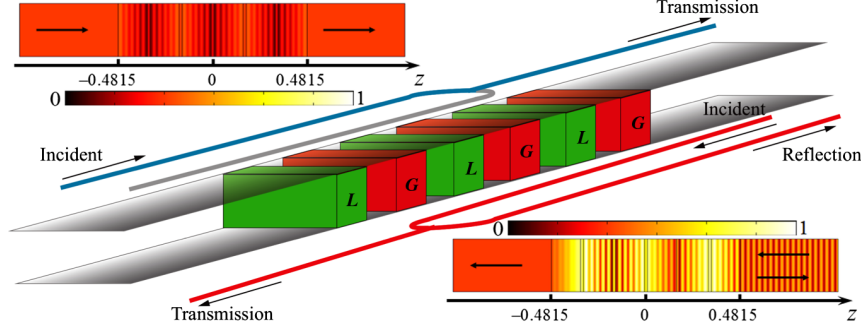 Transmission
−0.4815 0 0.4815 z
0 1
Incident
Incident
Reflection
L G L G L G
0 1
Transmission
−0.4815 0 0.4815 z